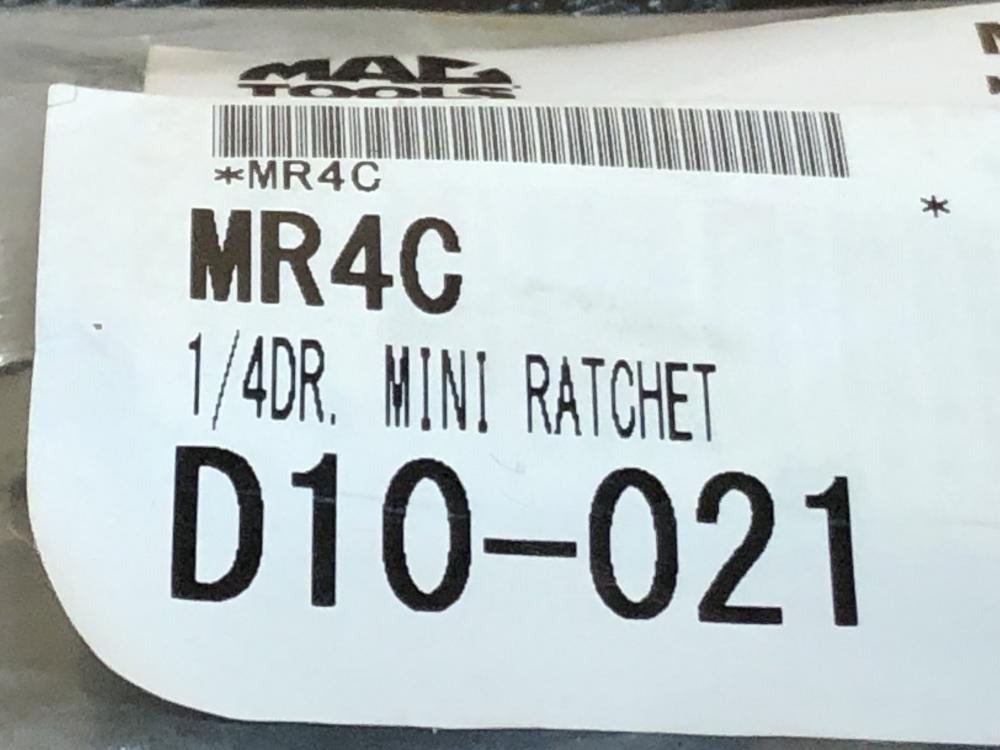 MAC
TOOLS
*MR4C
*
MR4C
1/4DR. MINI RATCHET
D10-021